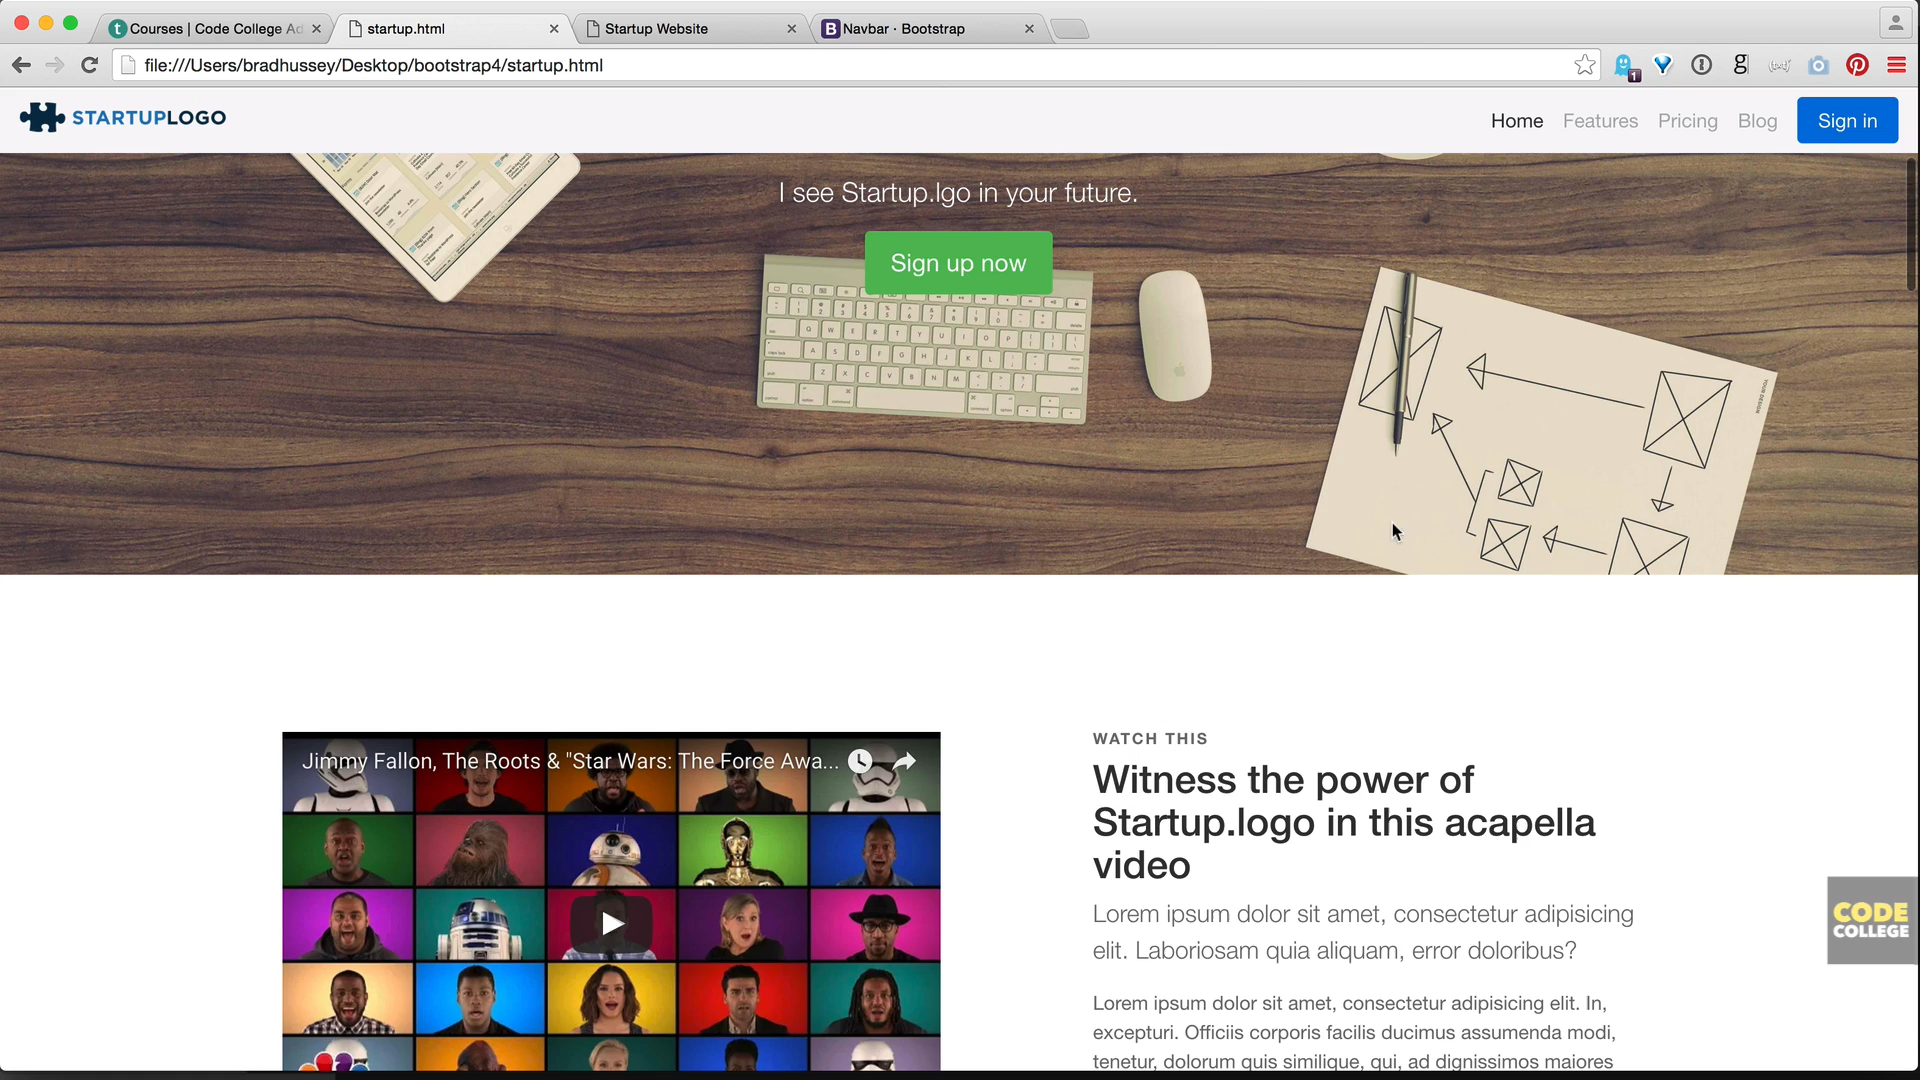 Courses | Code College Ad
startup.html
Startup Website
Navbar · Bootstrap
file:///Users/bradhussey/Desktop/bootstrap4/startup.html
1
STARTUPLOGO
Home
Features
Pricing
Blog
Sign in
I see Startup.lgo in your future.
Sign up now
YOUR DESIGN
Jimmy Fallon, The Roots & "Star Wars: The Force Awa...
WATCH THIS
Witness the power of
Startup.logo in this acapella
video
Lorem ipsum dolor sit amet, consectetur adipisicing
elit. Laboriosam quia aliquam, error doloribus?
Lorem ipsum dolor sit amet, consectetur adipisicing elit. In,
excepturi. Officiis corporis facilis ducimus assumenda modi,
tenetur, dolorum quis similique, qui, ad dignissimos maiores
CODE
COLLEGE